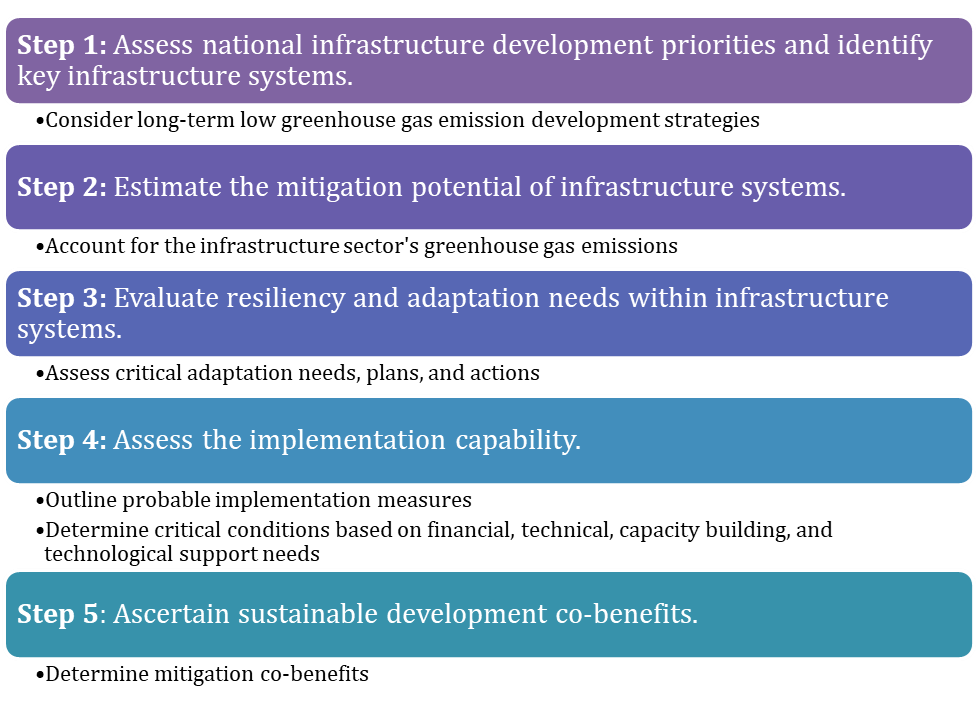 Step 1: Assess national infrastructure development priorities and identify
key infrastructure systems.
•Consider long-term low greenhouse gas emission development strategies
Step 2: Estimate the mitigation potential of infrastructure systems.
•Account for the infrastructure sector's greenhouse gas emissions
Step 3: Evaluate resiliency and adaptation needs within infrastructure
systems.
•Assess critical adaptation needs, plans, and actions
Step 4: Assess the implementation capability.
•Outline probable implementation measures
•Determine critical conditions based on financial, technical, capacity building, and
technological support needs
Step 5: Ascertain sustainable development co-benefits.
•Determine mitigation co-benefits